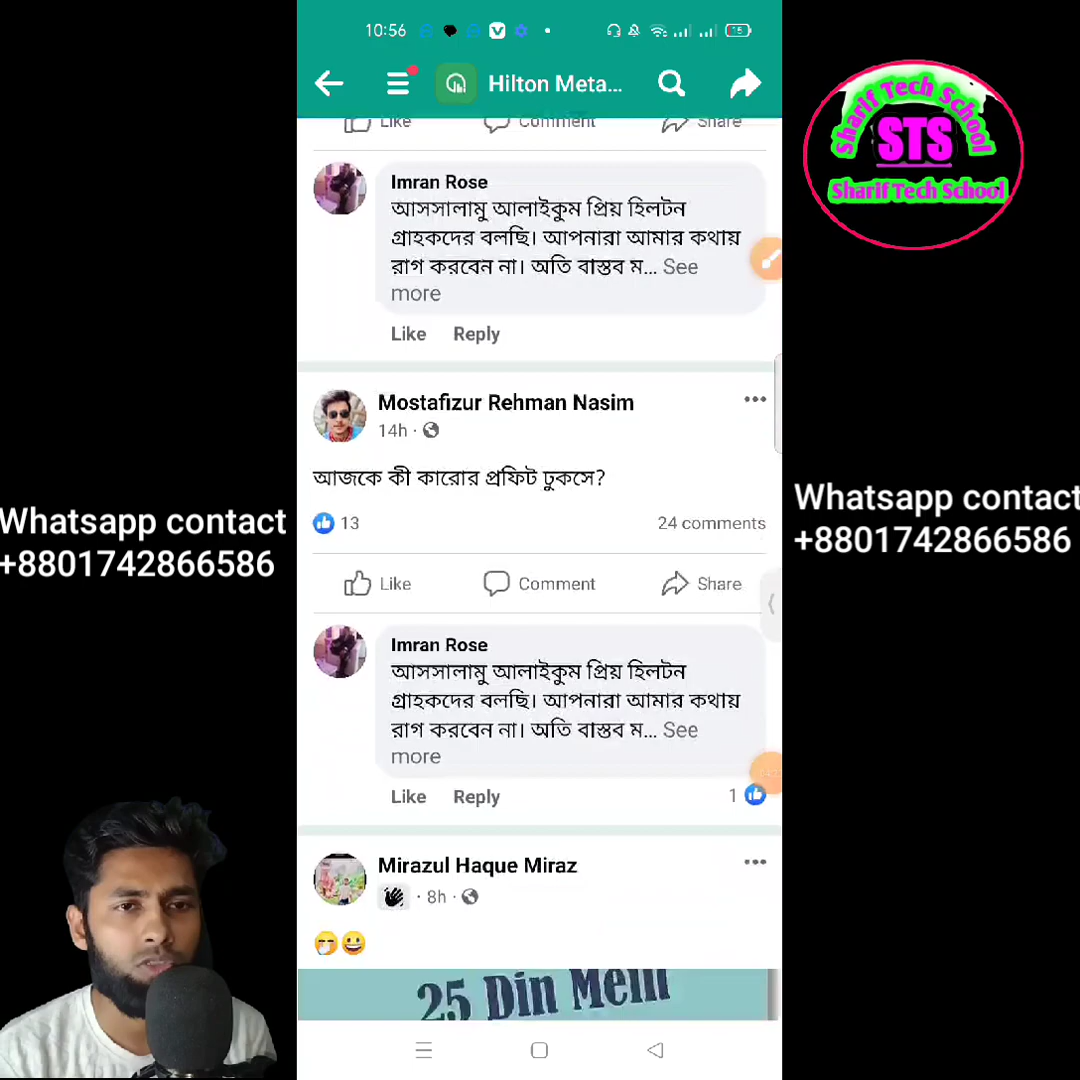 10:56
15
Hilton Meta...
Like Comment Share
Imran Rose
আসসালামু আলাইকুম প্রিয় হিলটন
গ্রাহকদের বলছি। আপনারা আমার কথায়
রাগ করবেন না। অতি বাস্তব ম... See
more
Like Reply
Mostafizur Rehman Nasim
14h
আজকে কী কারোর প্রফিট ঢুকসে?
13 24 comments
Like Comment Share
Imran Rose
আসসালামু আলাইকুম প্রিয় হিলটন
গ্রাহকদের বলছি। আপনারা আমার কথায়
রাগ করবেন না। অতি বাস্তব ম... See
more
Like Reply 1
Mirazul Haque Miraz
8h
25 Din
Sharif Tech School
STS
Sharif Tech School
Whatsapp contact
+8801742866586
Whatsapp contact
+8801742866586